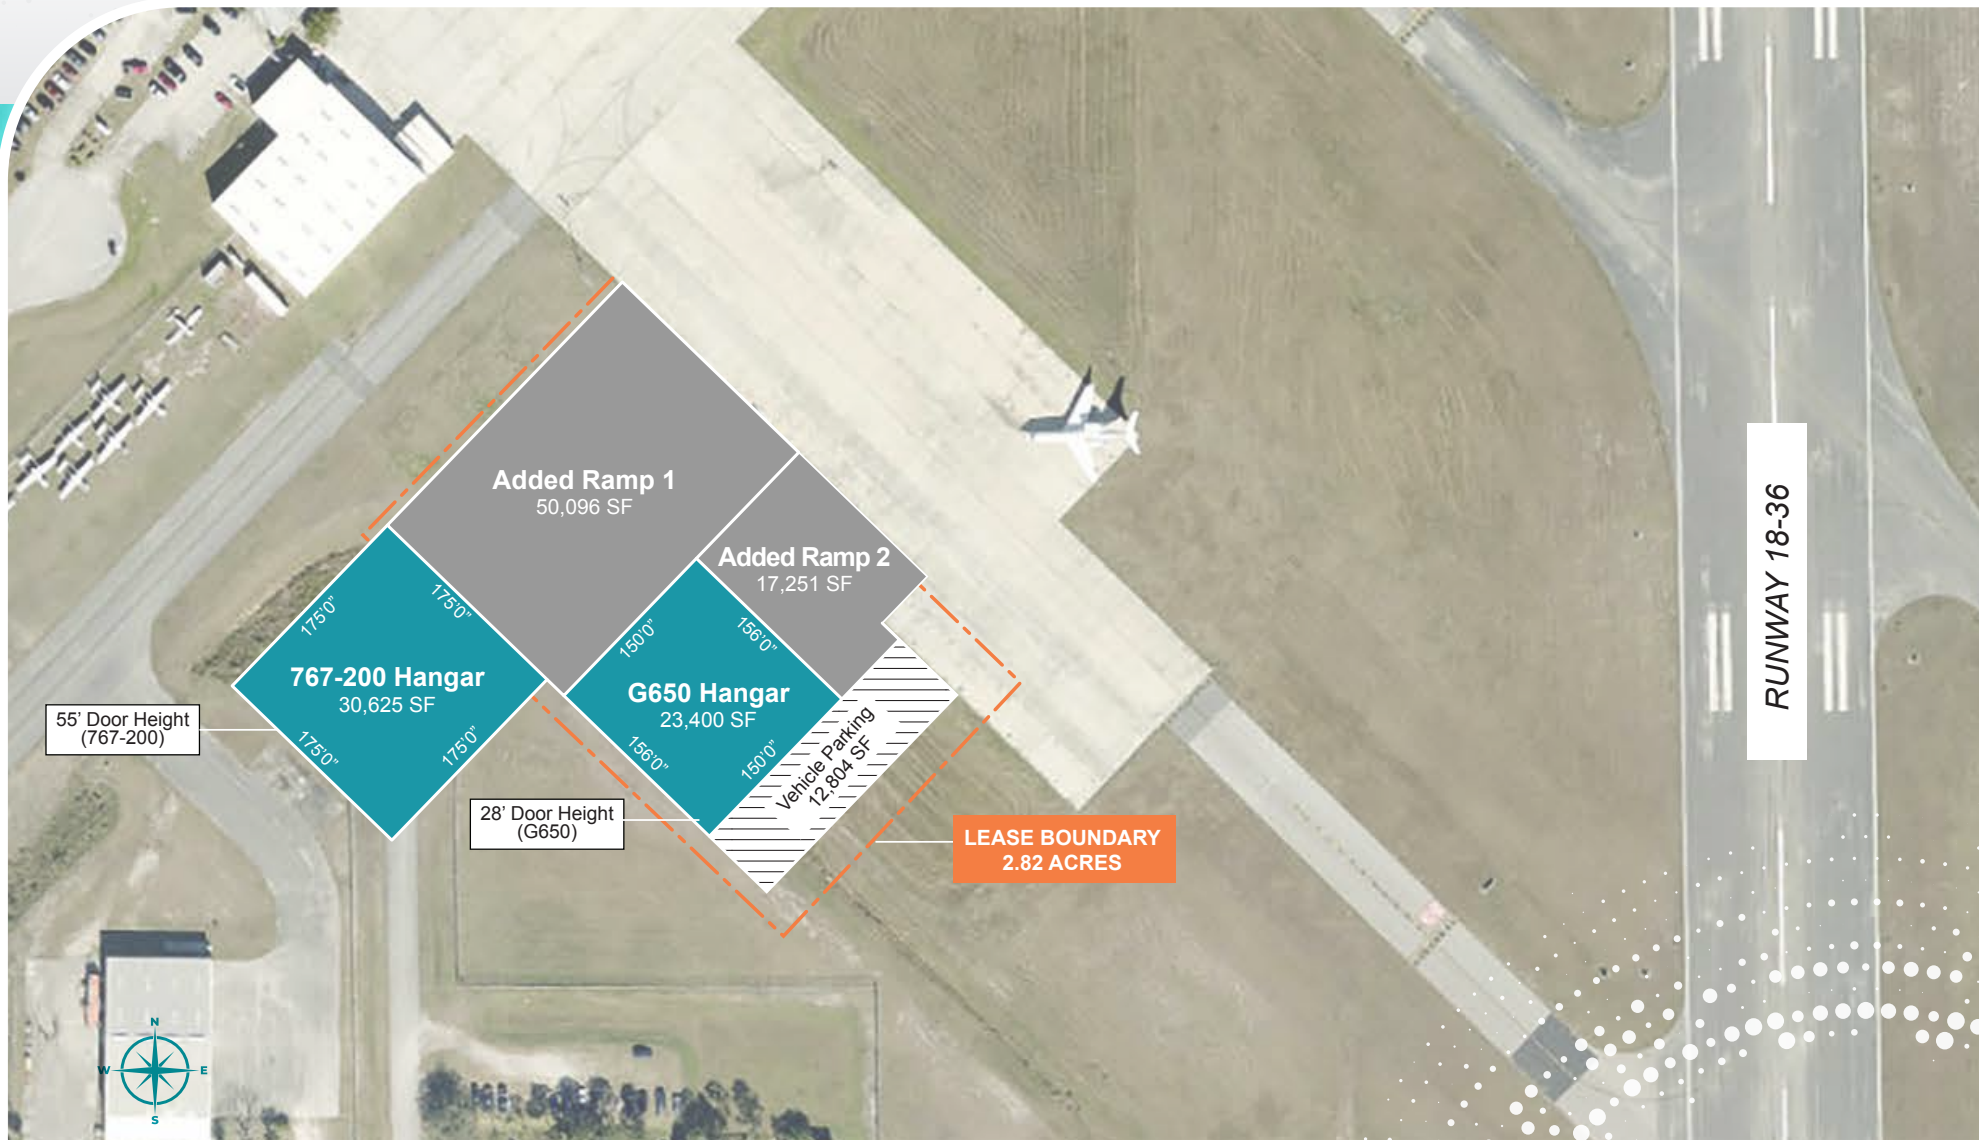 Added Ramp 1
50,096 SF
Added Ramp 2
17,251 SF
175'0”
175'0”
767-200 Hangar
30,625 SF
175'0”
175'0”
55’ Door Height
(767-200)
150'0”
156'0”
G650 Hangar
23,400 SF
156'0”
150'0”
28’ Door Height
(G650)
Vehicle Parking
12,804 SF
LEASE BOUNDARY
2.82 ACRES
RUNWAY 18-36
N
W
E
S